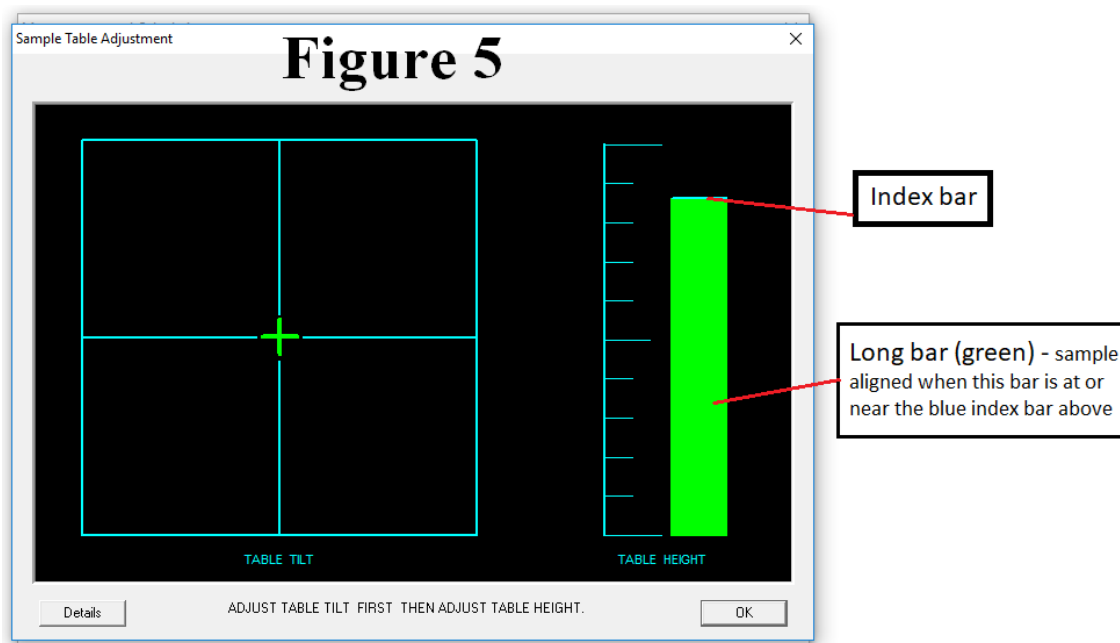 Sample Table Adjustment
Figure 5
Index bar
Long bar (green) - sample
aligned when this bar is at or
near the blue index bar above
TABLE TILT
TABLE HEIGHT
Details
ADJUST TABLE TILT FIRST THEN ADJUST TABLE HEIGHT.
OK